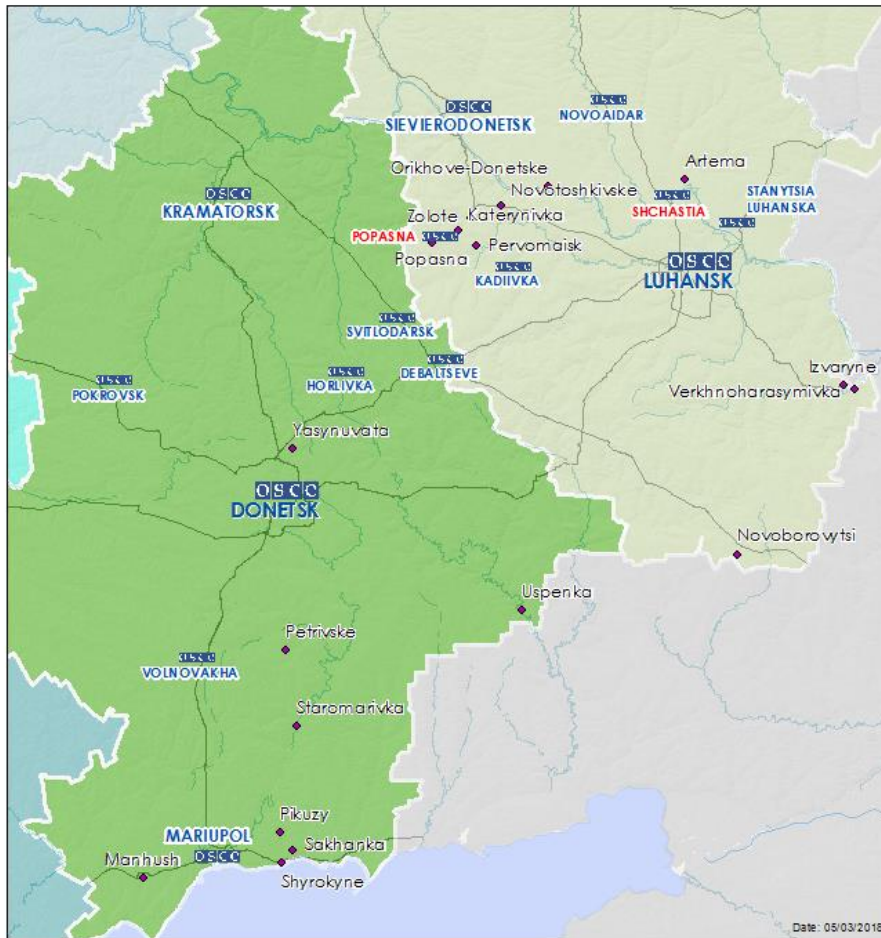 OSCE
SIEVIERODONETSK
OSCE
NOVOAIDAR
Orikhove-Donetske
Artema
Novotoshkivske
OSCE
SHCHASTIA
STANYTSIA
LUHANSKA
OSCE
OSCE
KRAMATORSK
Zolote
Katerynivka
POPASNA
OSCE
Popasna
Pervomaisk
OSCE
KADIIVKA
OSCE
LUHANSK
OSCE
SVITLODARSK
OSCE
DEBALTSEVE
OSCE
HORLIVKA
OSCE
POKROVSK
Izvaryne
Verkhnoharasymivka
Yasynuvata
OSCE
DONETSK
Novoborovytsi
Uspenka
Petrivske
OSCE
VOLNOVAKHA
Staromarivka
Pikuzy
MARIUPOL
OSCE
Sakhanka
Manhush
Shyrokyne
Date: 05/03/2018